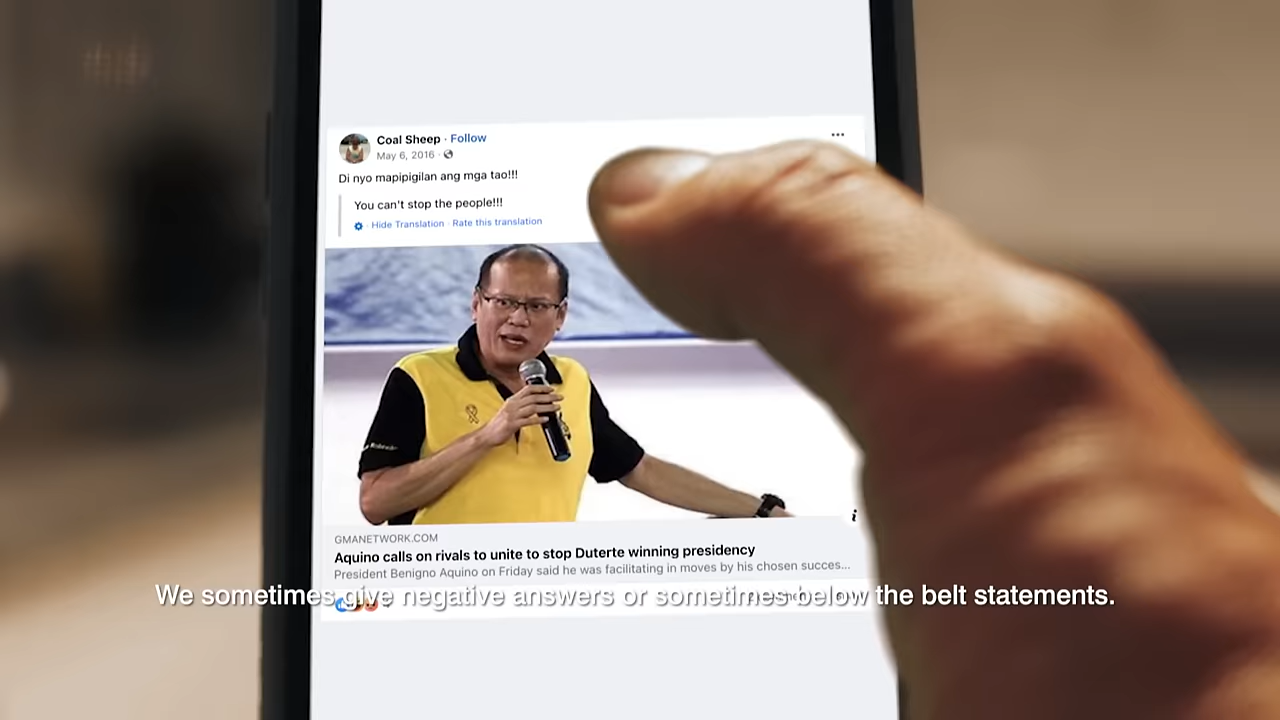 Coal Sheep · Follow
May 6, 2016 ·
Di nyo mapipigilan ang mga tao!!!
You can't stop the people!!!
· Hide Translation · Rate this translation
GMANETWORK.COM
Aquino calls on rivals to unite to stop Duterte winning presidency
President Benigno Aquino on Friday said he was facilitating in moves by his chosen succes...
We sometimes give negative answers or sometimes below the belt statements.